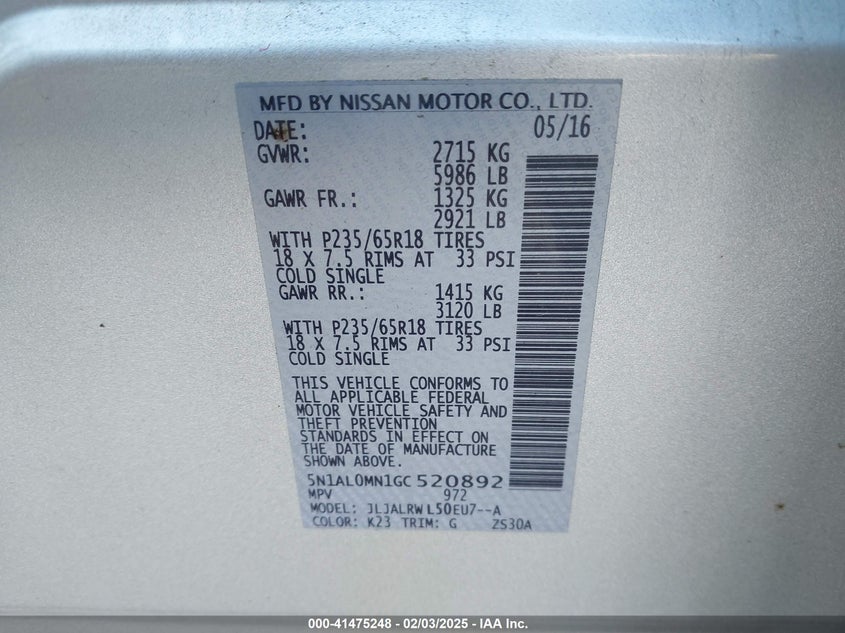 MFD BY NISSAN MOTOR CO., LTD.
DATE: 05/16
GVWR: 2715 KG
5986 LB
GAWR FR.: 1325 KG
2921 LB
WITH P235/65R18 TIRES
18 X 7.5 RIMS AT 33 PSI
COLD SINGLE
GAWR RR.: 1415 KG
3120 LB
WITH P235/65R18 TIRES
18 X 7.5 RIMS AT 33 PSI
COLD SINGLE
THIS VEHICLE CONFORMS TO
ALL APPLICABLE FEDERAL
MOTOR VEHICLE SAFETY AND
THEFT PREVENTION
STANDARDS IN EFFECT ON
THE DATE OF MANUFACTURE
SHOWN ABOVE.
5N1AL0MN1GC520892
MPV 972
MODEL: JLJALRWL50EU7--A
COLOR: K23 TRIM: G ZS30A
000-41475248 - 02/03/2025 - IAA Inc.